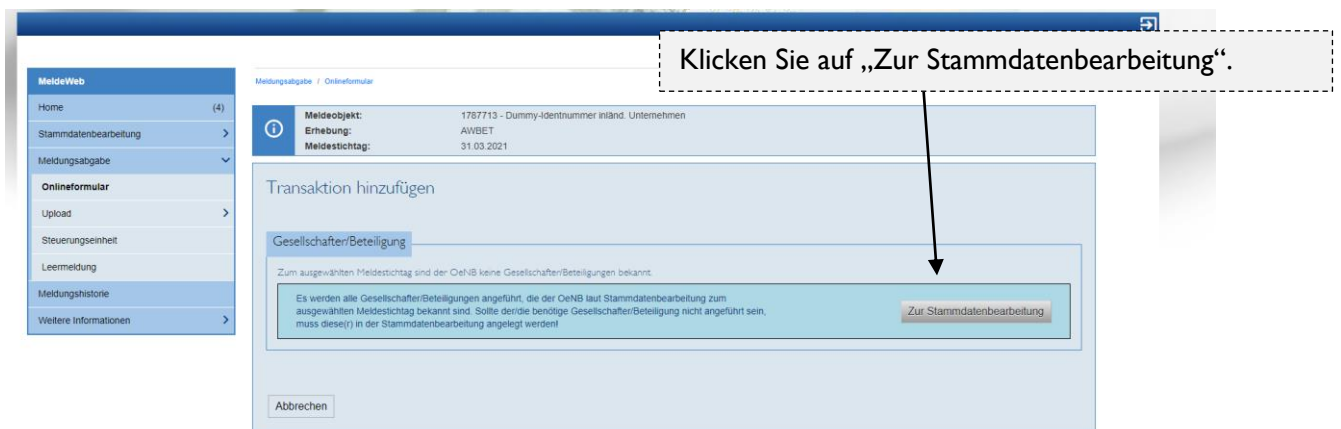 Klicken Sie auf „Zur Stammdatenbearbeitung“.
MeldeWeb
Home (4)
Stammdatenbearbeitung
Meldungsabgabe
Onlineformular
Upload
Steuerungseinheit
Leermeldung
Meldungshistorie
Weitere Informationen
Meldungsabgabe / Onlineformular
Meldeobjekt: 1787713 - Dummy-Identnummer inländ. Unternehmen
Erhebung: AWBET
Meldestichtag: 31.03.2021
Transaktion hinzufügen
Gesellschafter/Beteiligung
Zum ausgewählten Meldestichtag sind der OeNB keine Gesellschafter/Beteiligungen bekannt.
Es werden alle Gesellschafter/Beteiligungen angeführt, die der OeNB laut Stammdatenbearbeitung zum
ausgewählten Meldestichtag bekannt sind. Sollte der/die benötigte Gesellschafter/Beteiligung nicht angeführt sein,
muss diese(r) in der Stammdatenbearbeitung angelegt werden!
Zur Stammdatenbearbeitung
Abbrechen